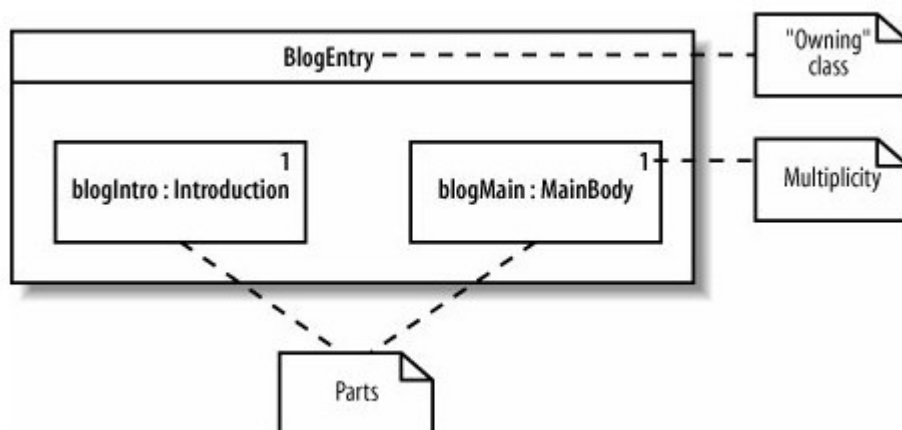 BlogEntry
"Owning"
class
1
blogIntro : Introduction
1
blogMain : MainBody
Multiplicity
Parts